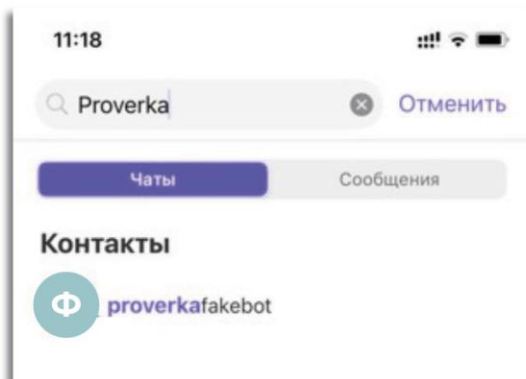 11:18
Proverka Отменить
Чаты Сообщения
Контакты
Ф proverkafakebot